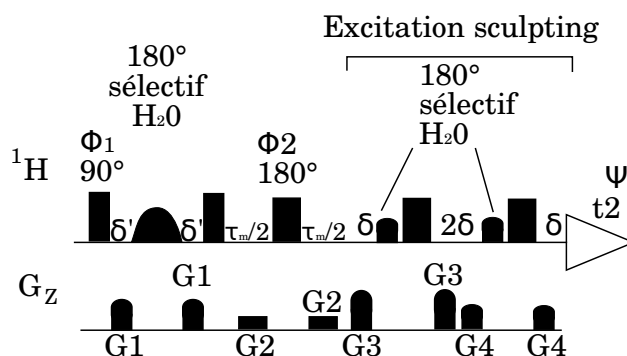 Excitation sculpting
180°
sélectif
H₂0
180°
sélectif
H₂0
Φ1
90°
Φ2
180°
¹H
δ' δ' τₘ/2 τₘ/2 δ 2δ δ
Ψ
t2
G_Z
G1 G1 G2 G2 G3 G3 G4 G4